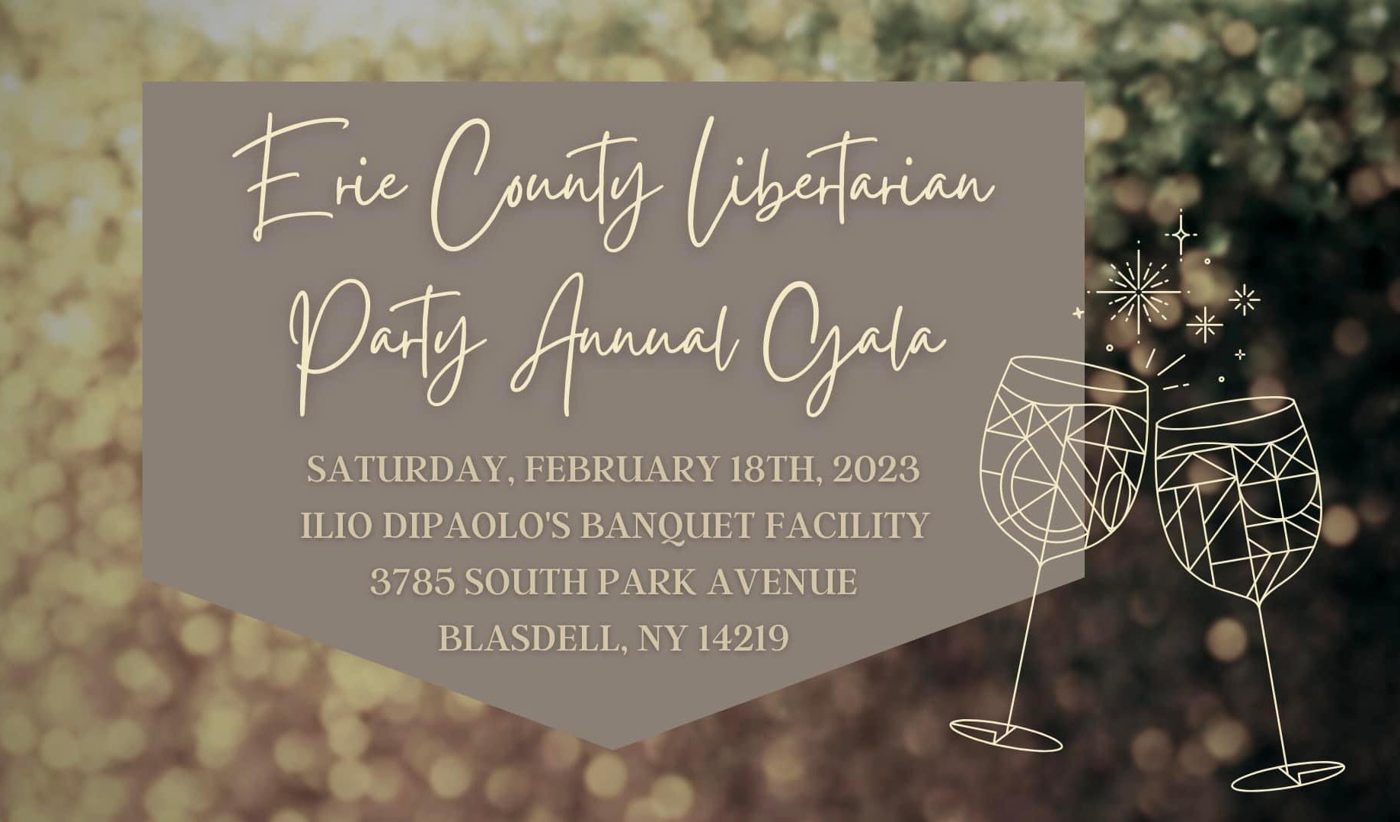 Erie County Libertarian
Party Annual Gala
SATURDAY, FEBRUARY 18TH, 2023
ILIO DIPAOLO'S BANQUET FACILITY
3785 SOUTH PARK AVENUE
BLASDELL, NY 14219